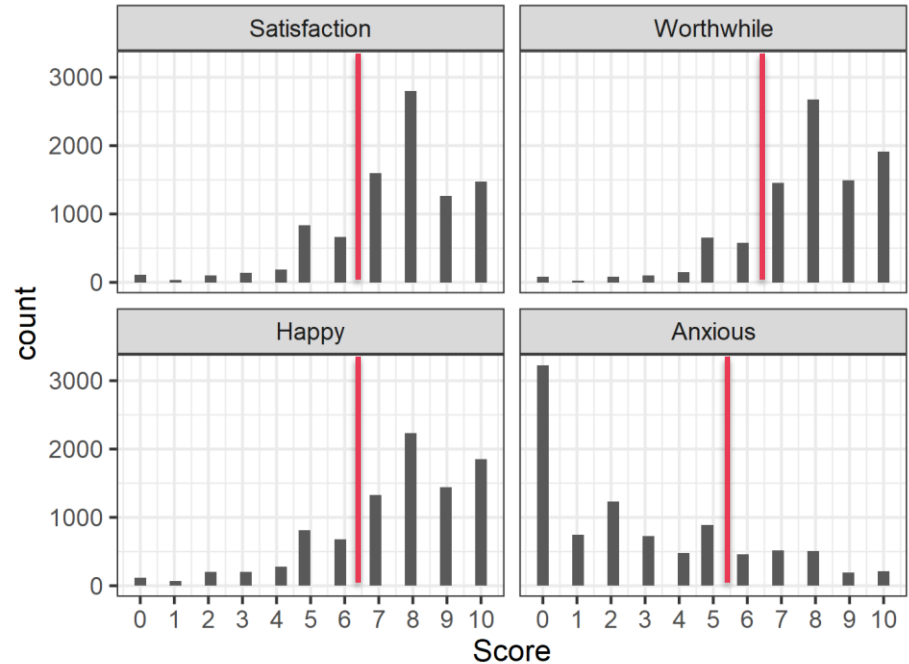 Satisfaction Worthwhile
3000
2000
1000
0
Happy Anxious
3000
2000
1000
0
0 1 2 3 4 5 6 7 8 9 10 0 1 2 3 4 5 6 7 8 9 10
Score
count